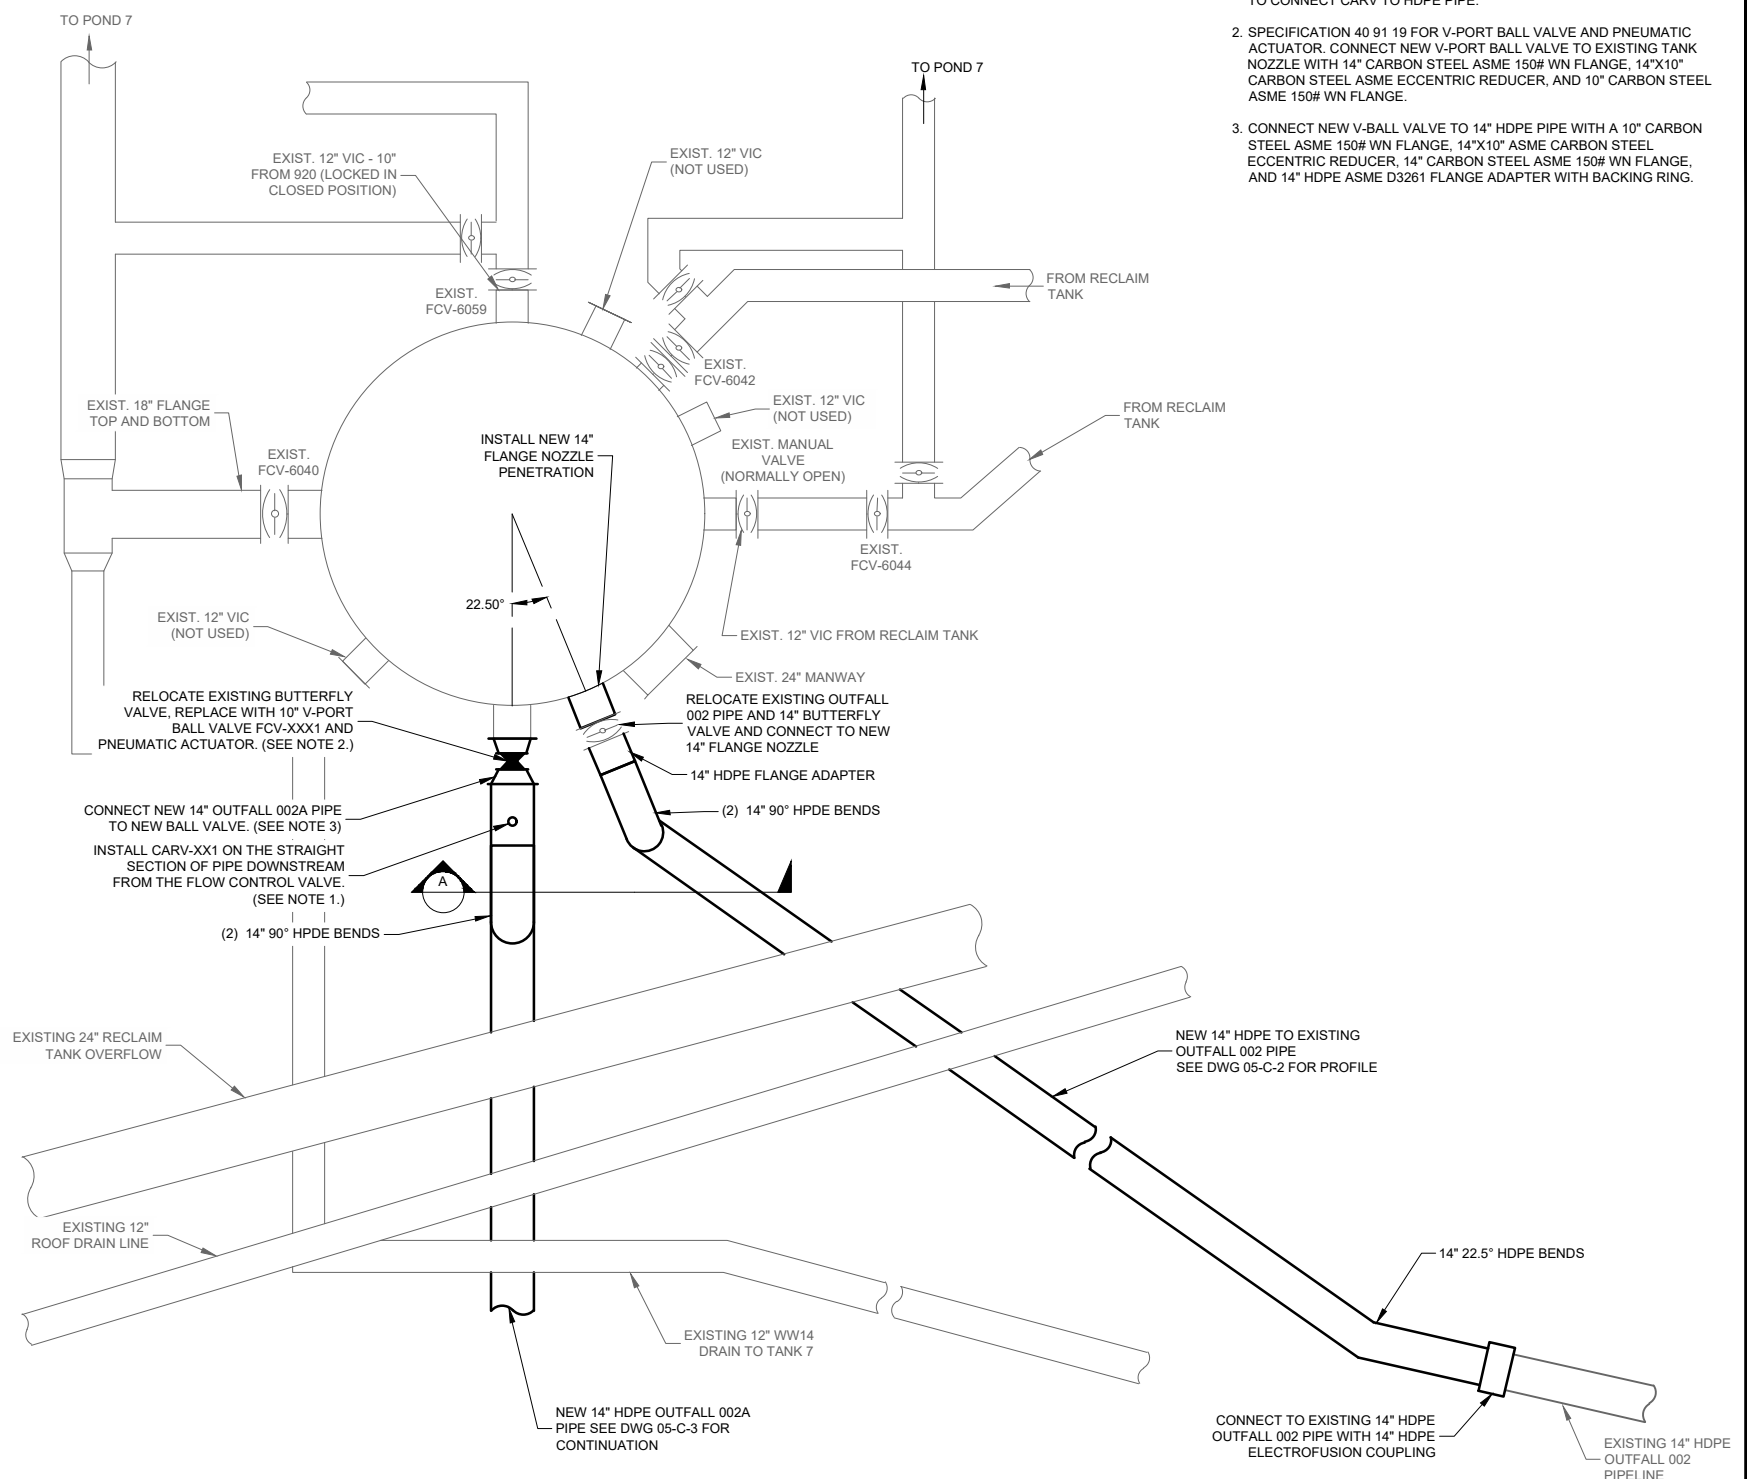 TO CONNECT CARV TO HDPE PIPE.
2. SPECIFICATION 40 91 19 FOR V-PORT BALL VALVE AND PNEUMATIC
ACTUATOR. CONNECT NEW V-PORT BALL VALVE TO EXISTING TANK
NOZZLE WITH 14" CARBON STEEL ASME 150# WN FLANGE, 14"X10"
CARBON STEEL ASME ECCENTRIC REDUCER, AND 10" CARBON STEEL
ASME 150# WN FLANGE.
3. CONNECT NEW V-BALL VALVE TO 14" HDPE PIPE WITH A 10" CARBON
STEEL ASME 150# WN FLANGE, 14"X10" ASME CARBON STEEL
ECCENTRIC REDUCER, 14" CARBON STEEL ASME 150# WN FLANGE,
AND 14" HDPE ASME D3261 FLANGE ADAPTER WITH BACKING RING.
TO POND 7
TO POND 7
EXIST. 12" VIC - 10"
FROM 920 (LOCKED IN
CLOSED POSITION)
EXIST. 12" VIC
(NOT USED)
EXIST.
FCV-6059
FROM RECLAIM
TANK
EXIST.
FCV-6042
EXIST. 18" FLANGE
TOP AND BOTTOM
EXIST. 12" VIC
(NOT USED)
FROM RECLAIM
TANK
EXIST.
FCV-6040
INSTALL NEW 14"
FLANGE NOZZLE
PENETRATION
EXIST. MANUAL
VALVE
(NORMALLY OPEN)
EXIST.
FCV-6044
22.50°
EXIST. 12" VIC
(NOT USED)
EXIST. 12" VIC FROM RECLAIM TANK
EXIST. 24" MANWAY
RELOCATE EXISTING BUTTERFLY
VALVE, REPLACE WITH 10" V-PORT
BALL VALVE FCV-XXX1 AND
PNEUMATIC ACTUATOR. (SEE NOTE 2.)
RELOCATE EXISTING OUTFALL
002 PIPE AND 14" BUTTERFLY
VALVE AND CONNECT TO NEW
14" FLANGE NOZZLE
14" HDPE FLANGE ADAPTER
CONNECT NEW 14" OUTFALL 002A PIPE
TO NEW BALL VALVE. (SEE NOTE 3)
(2) 14" 90° HPDE BENDS
INSTALL CARV-XX1 ON THE STRAIGHT
SECTION OF PIPE DOWNSTREAM
FROM THE FLOW CONTROL VALVE.
(SEE NOTE 1.)
A
(2) 14" 90° HPDE BENDS
EXISTING 24" RECLAIM
TANK OVERFLOW
NEW 14" HDPE TO EXISTING
OUTFALL 002 PIPE
SEE DWG 05-C-2 FOR PROFILE
EXISTING 12"
ROOF DRAIN LINE
14" 22.5° HDPE BENDS
EXISTING 12" WW14
DRAIN TO TANK 7
NEW 14" HDPE OUTFALL 002A
PIPE SEE DWG 05-C-3 FOR
CONTINUATION
CONNECT TO EXISTING 14" HDPE
OUTFALL 002 PIPE WITH 14" HDPE
ELECTROFUSION COUPLING
EXISTING 14" HDPE
OUTFALL 002
PIPELINE